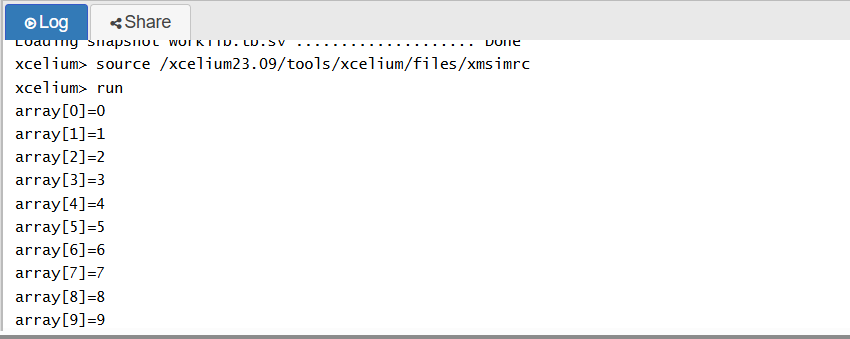 Log Share
Loading snapshot worklib.tb:sv .................... Done
xcelium> source /xcelium23.09/tools/xcelium/files/xmsimrc
xcelium> run
array[0]=0
array[1]=1
array[2]=2
array[3]=3
array[4]=4
array[5]=5
array[6]=6
array[7]=7
array[8]=8
array[9]=9